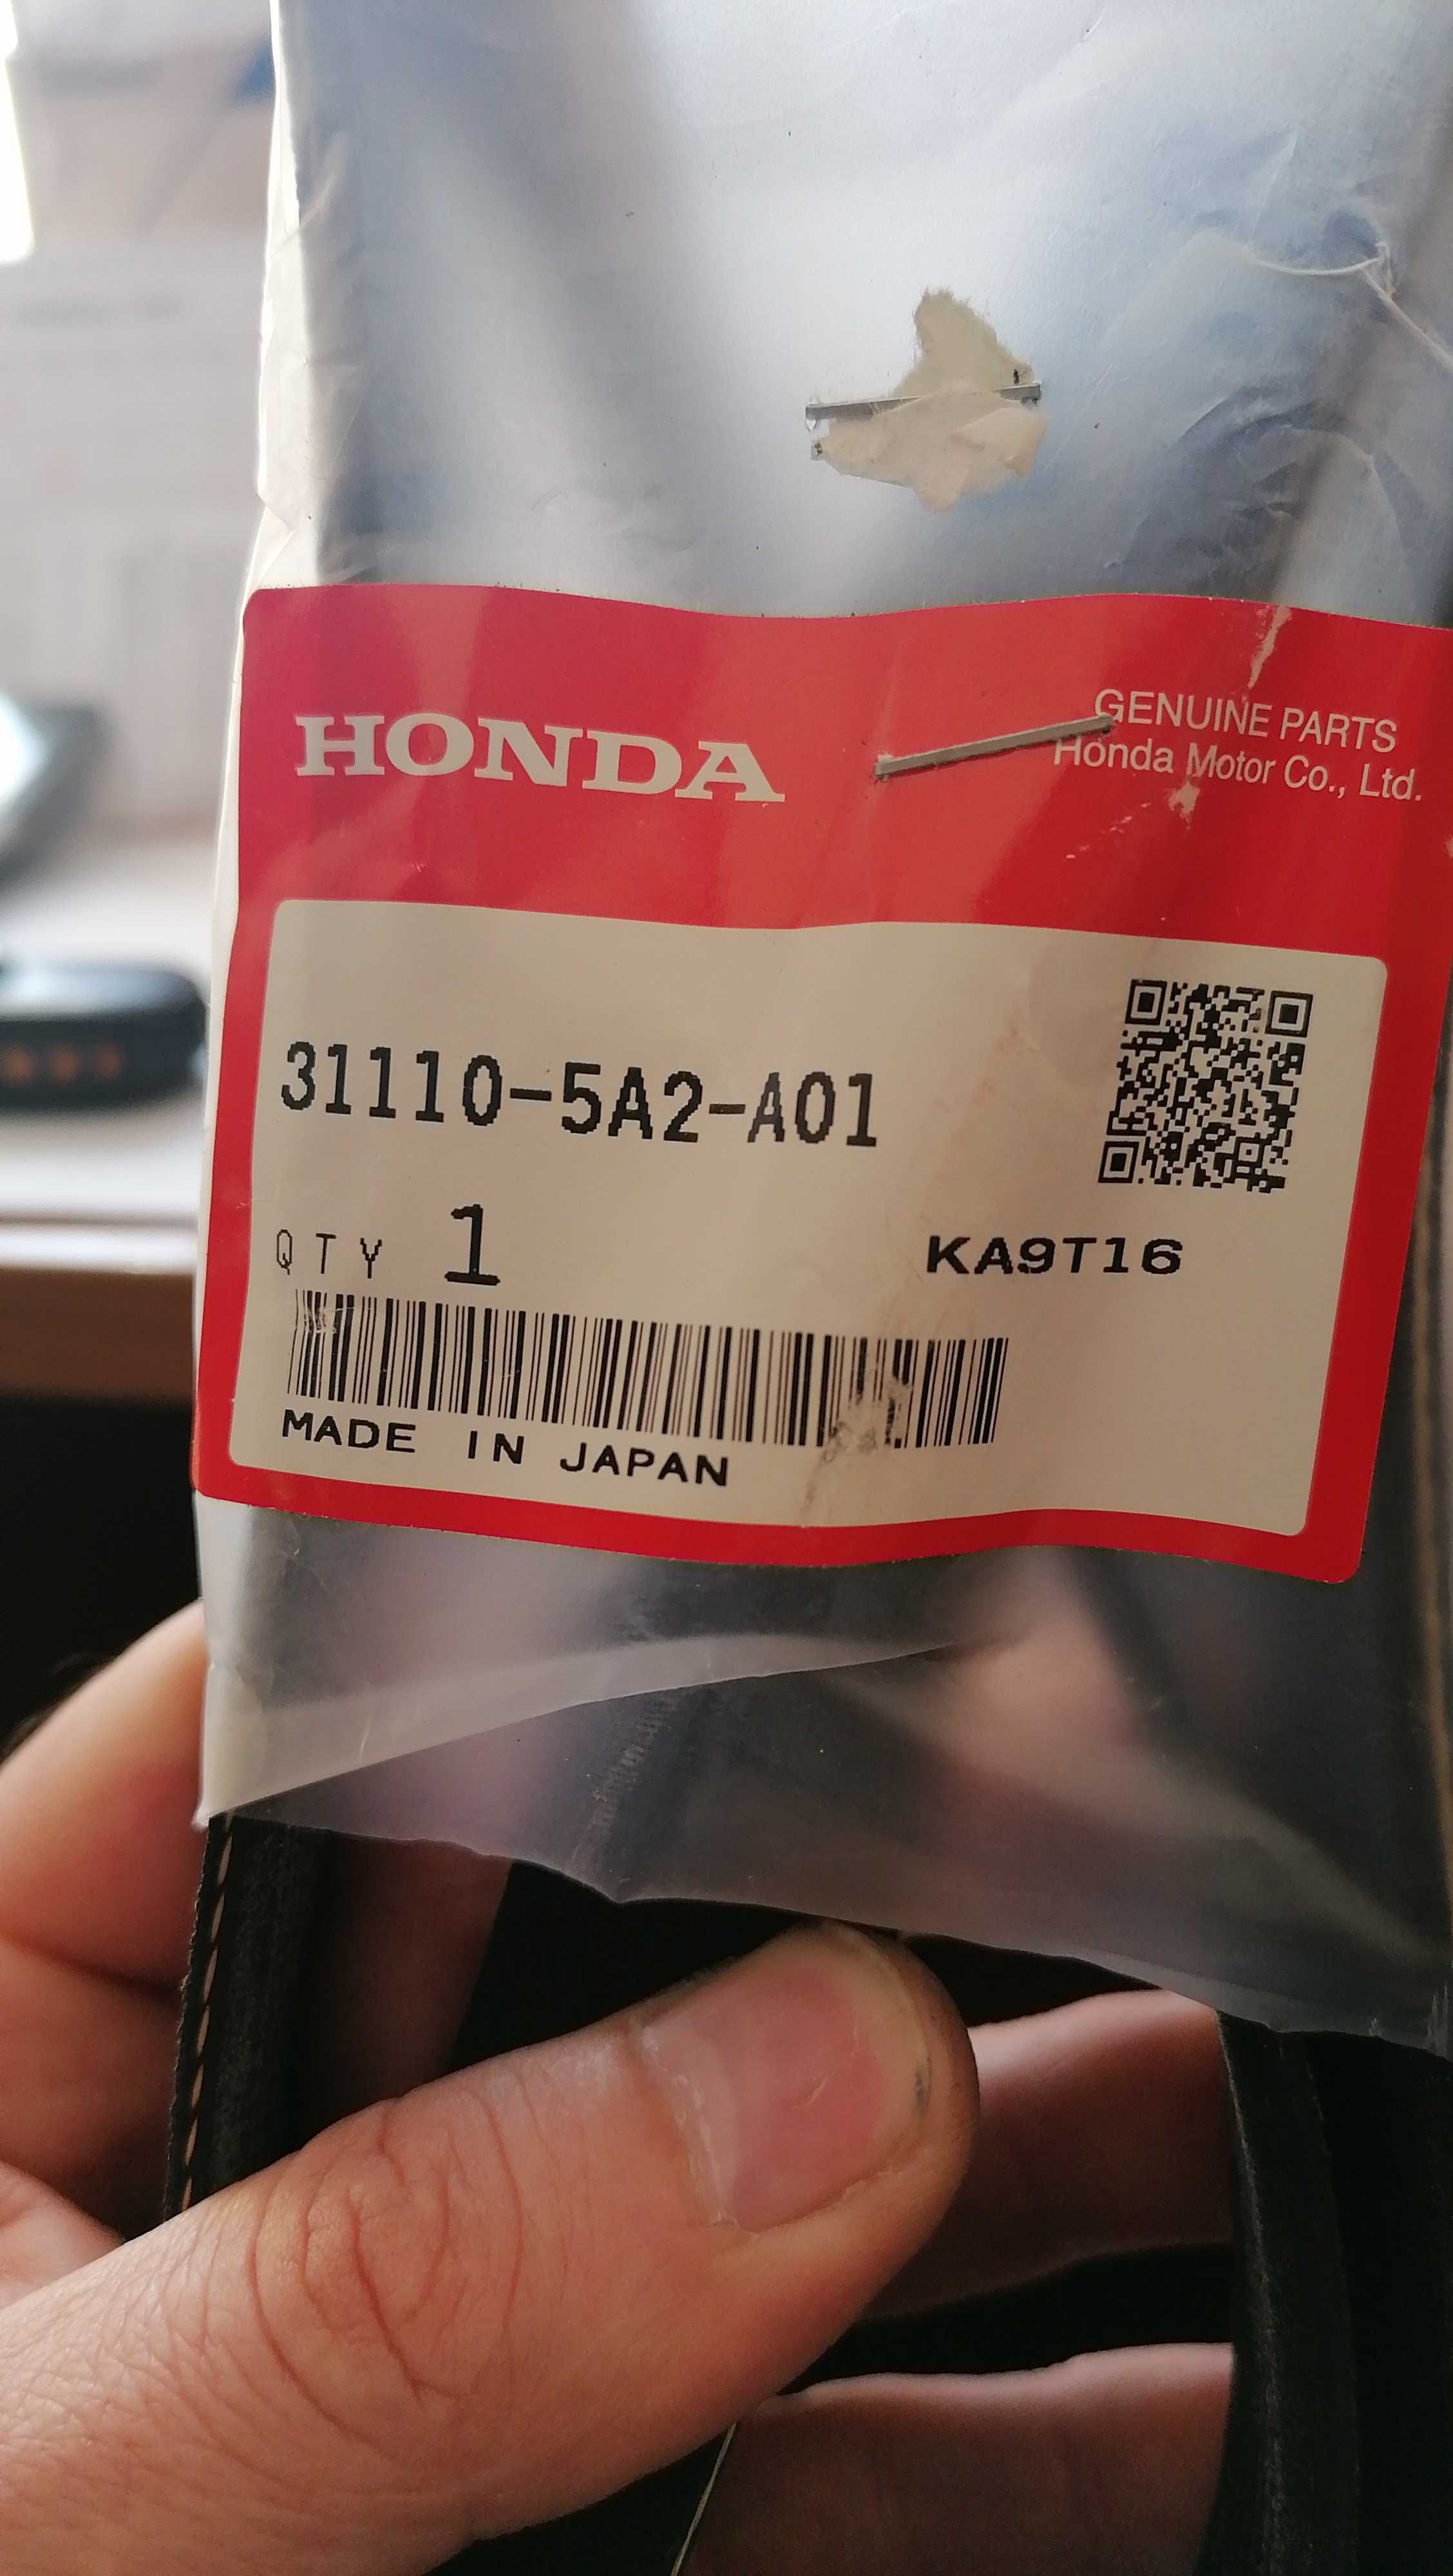 HONDA
GENUINE PARTS
Honda Motor Co., Ltd.
31110-5A2-A01
QTY 1
KA9T16
MADE IN JAPAN